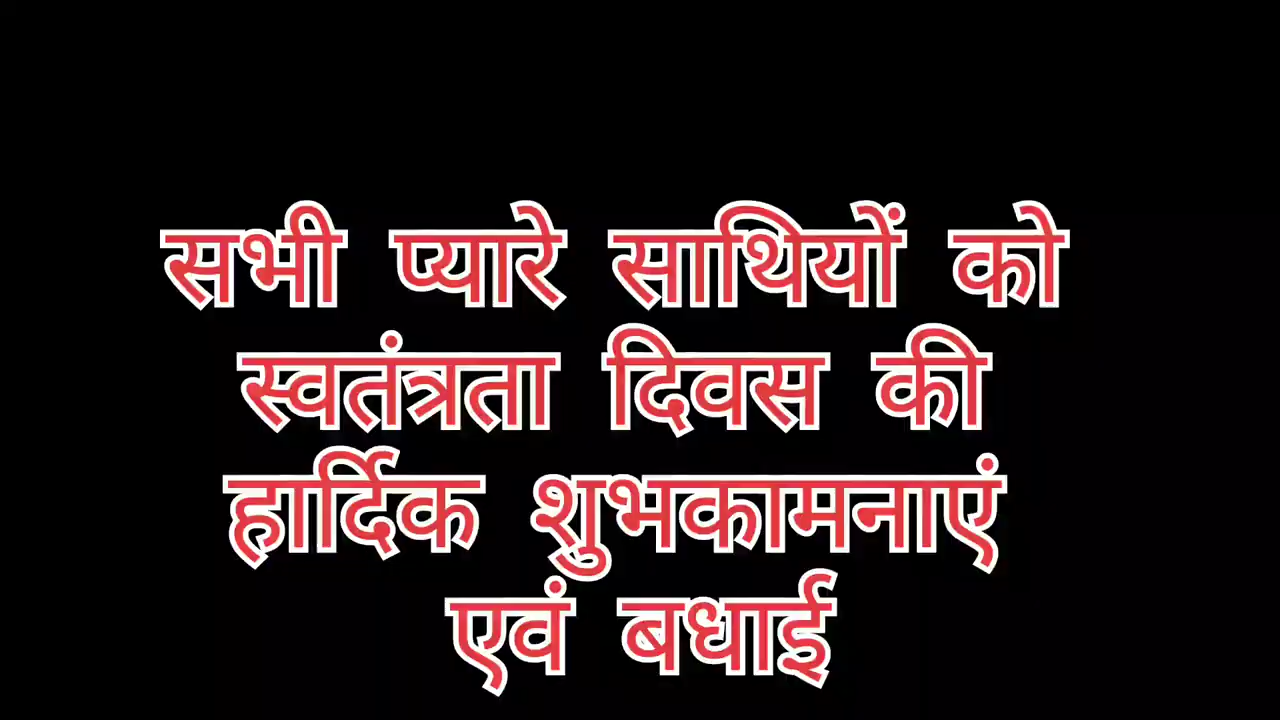 सभी प्यारे साथियों को
स्वतंत्रता दिवस की
हार्दिक शुभकामनाएं
एवं बधाई